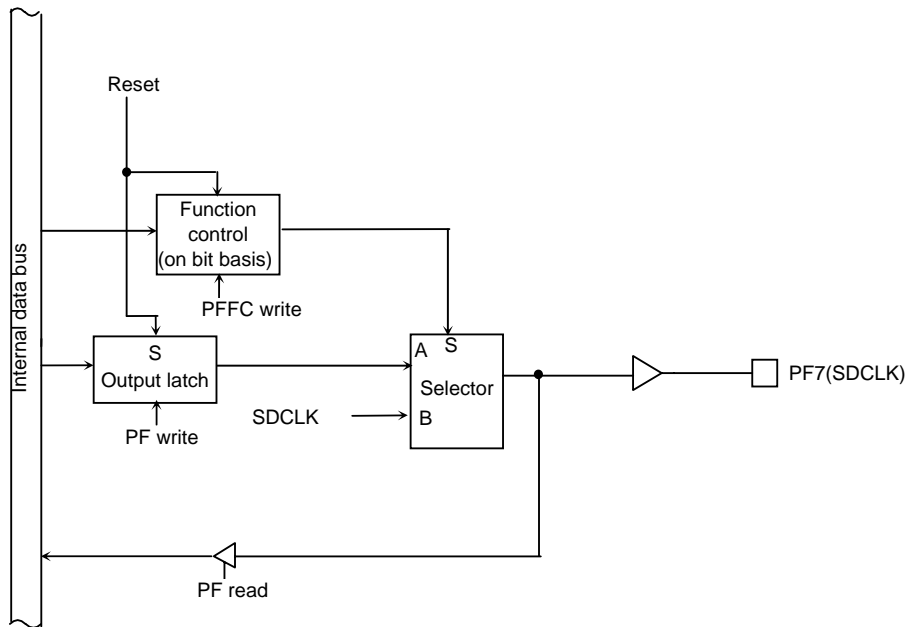 Reset
Internal data bus
Function
control
(on bit basis)
PFFC write
S
Output latch
PF write
A
S
Selector
B
SDCLK
PF7(SDCLK)
PF read